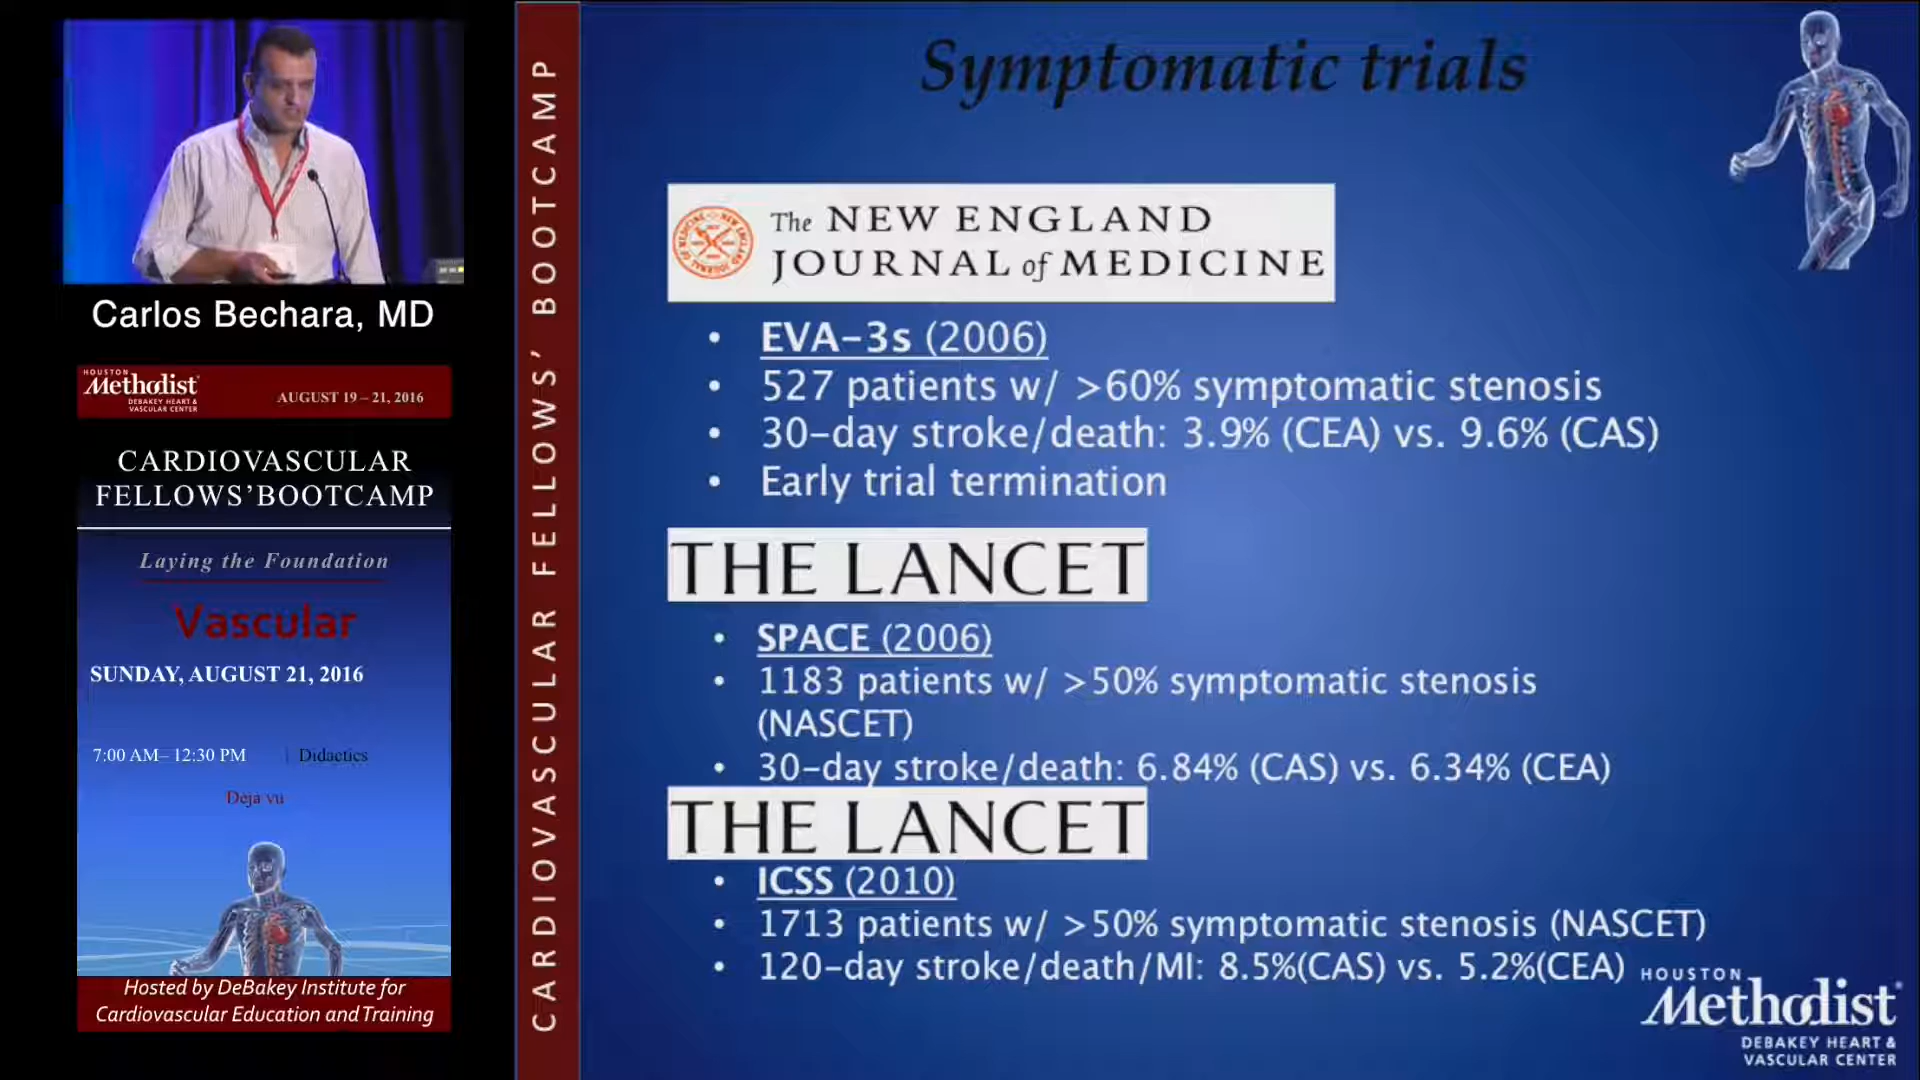 Carlos Bechara, MD
HOUSTON
Methodist
DEBAKEY HEART &
VASCULAR CENTER
AUGUST 19 – 21, 2016
CARDIOVASCULAR
FELLOWS’BOOTCAMP
Laying the Foundation
Vascular
SUNDAY, AUGUST 21, 2016
7:00 AM– 12:30 PM | Didactics
Deja vu
Hosted by DeBakey Institute for
Cardiovascular Education and Training
CARDIOVASCULAR FELLOWS’ BOOTCAMP
Symptomatic trials
The NEW ENGLAND
JOURNAL of MEDICINE
• EVA-3s (2006)
• 527 patients w/ >60% symptomatic stenosis
• 30-day stroke/death: 3.9% (CEA) vs. 9.6% (CAS)
• Early trial termination
THE LANCET
• SPACE (2006)
• 1183 patients w/ >50% symptomatic stenosis
(NASCET)
• 30-day stroke/death: 6.84% (CAS) vs. 6.34% (CEA)
THE LANCET
• ICSS (2010)
• 1713 patients w/ >50% symptomatic stenosis (NASCET)
• 120-day stroke/death/MI: 8.5%(CAS) vs. 5.2%(CEA)
HOUSTON
Methodist
DEBAKEY HEART &
VASCULAR CENTER